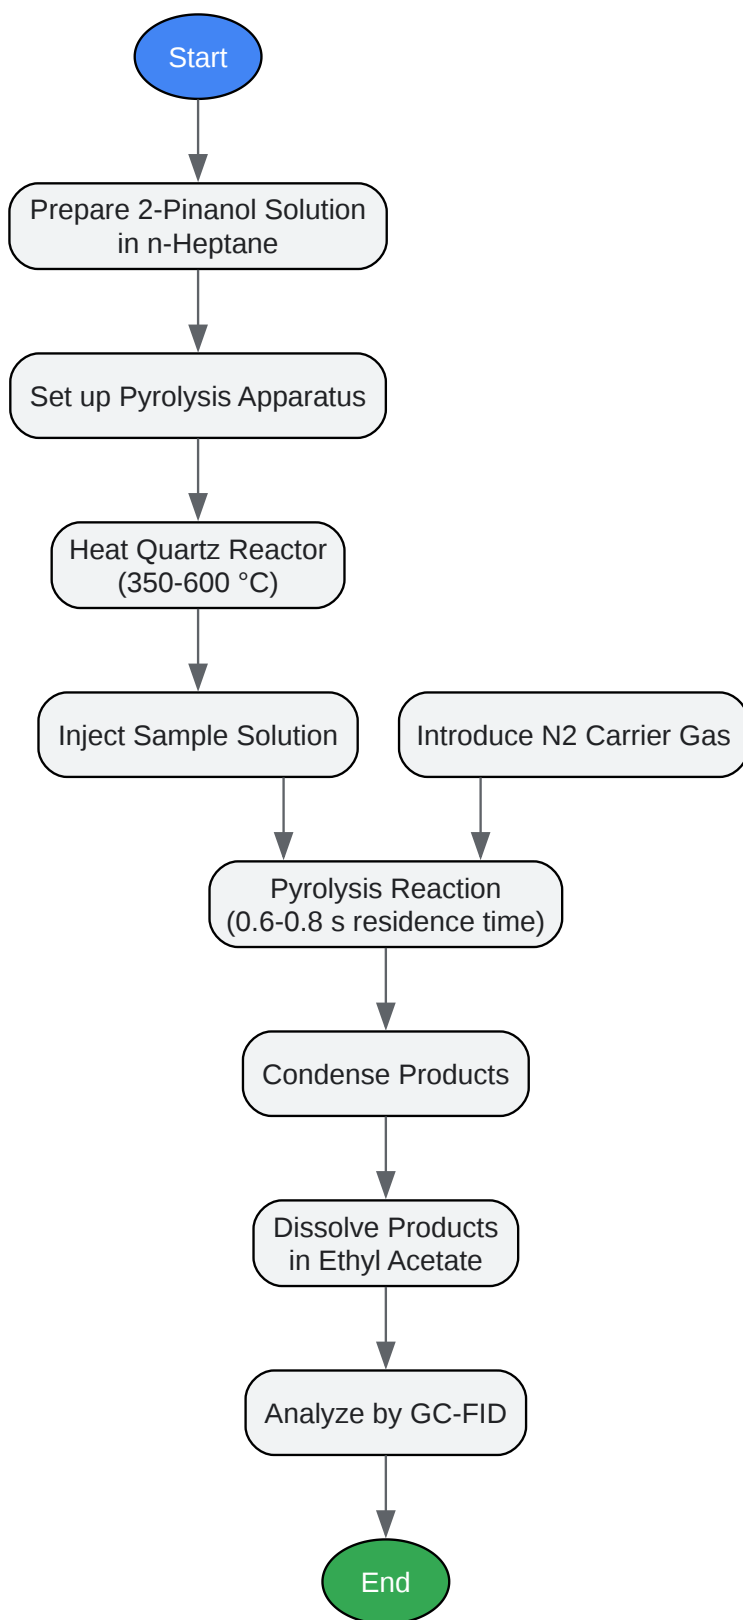 Start
Prepare 2-Pinanol Solution
in n-Heptane
Set up Pyrolysis Apparatus
Heat Quartz Reactor
(350-600 °C)
Inject Sample Solution
Introduce N2 Carrier Gas
Pyrolysis Reaction
(0.6-0.8 s residence time)
Condense Products
Dissolve Products
in Ethyl Acetate
Analyze by GC-FID
End